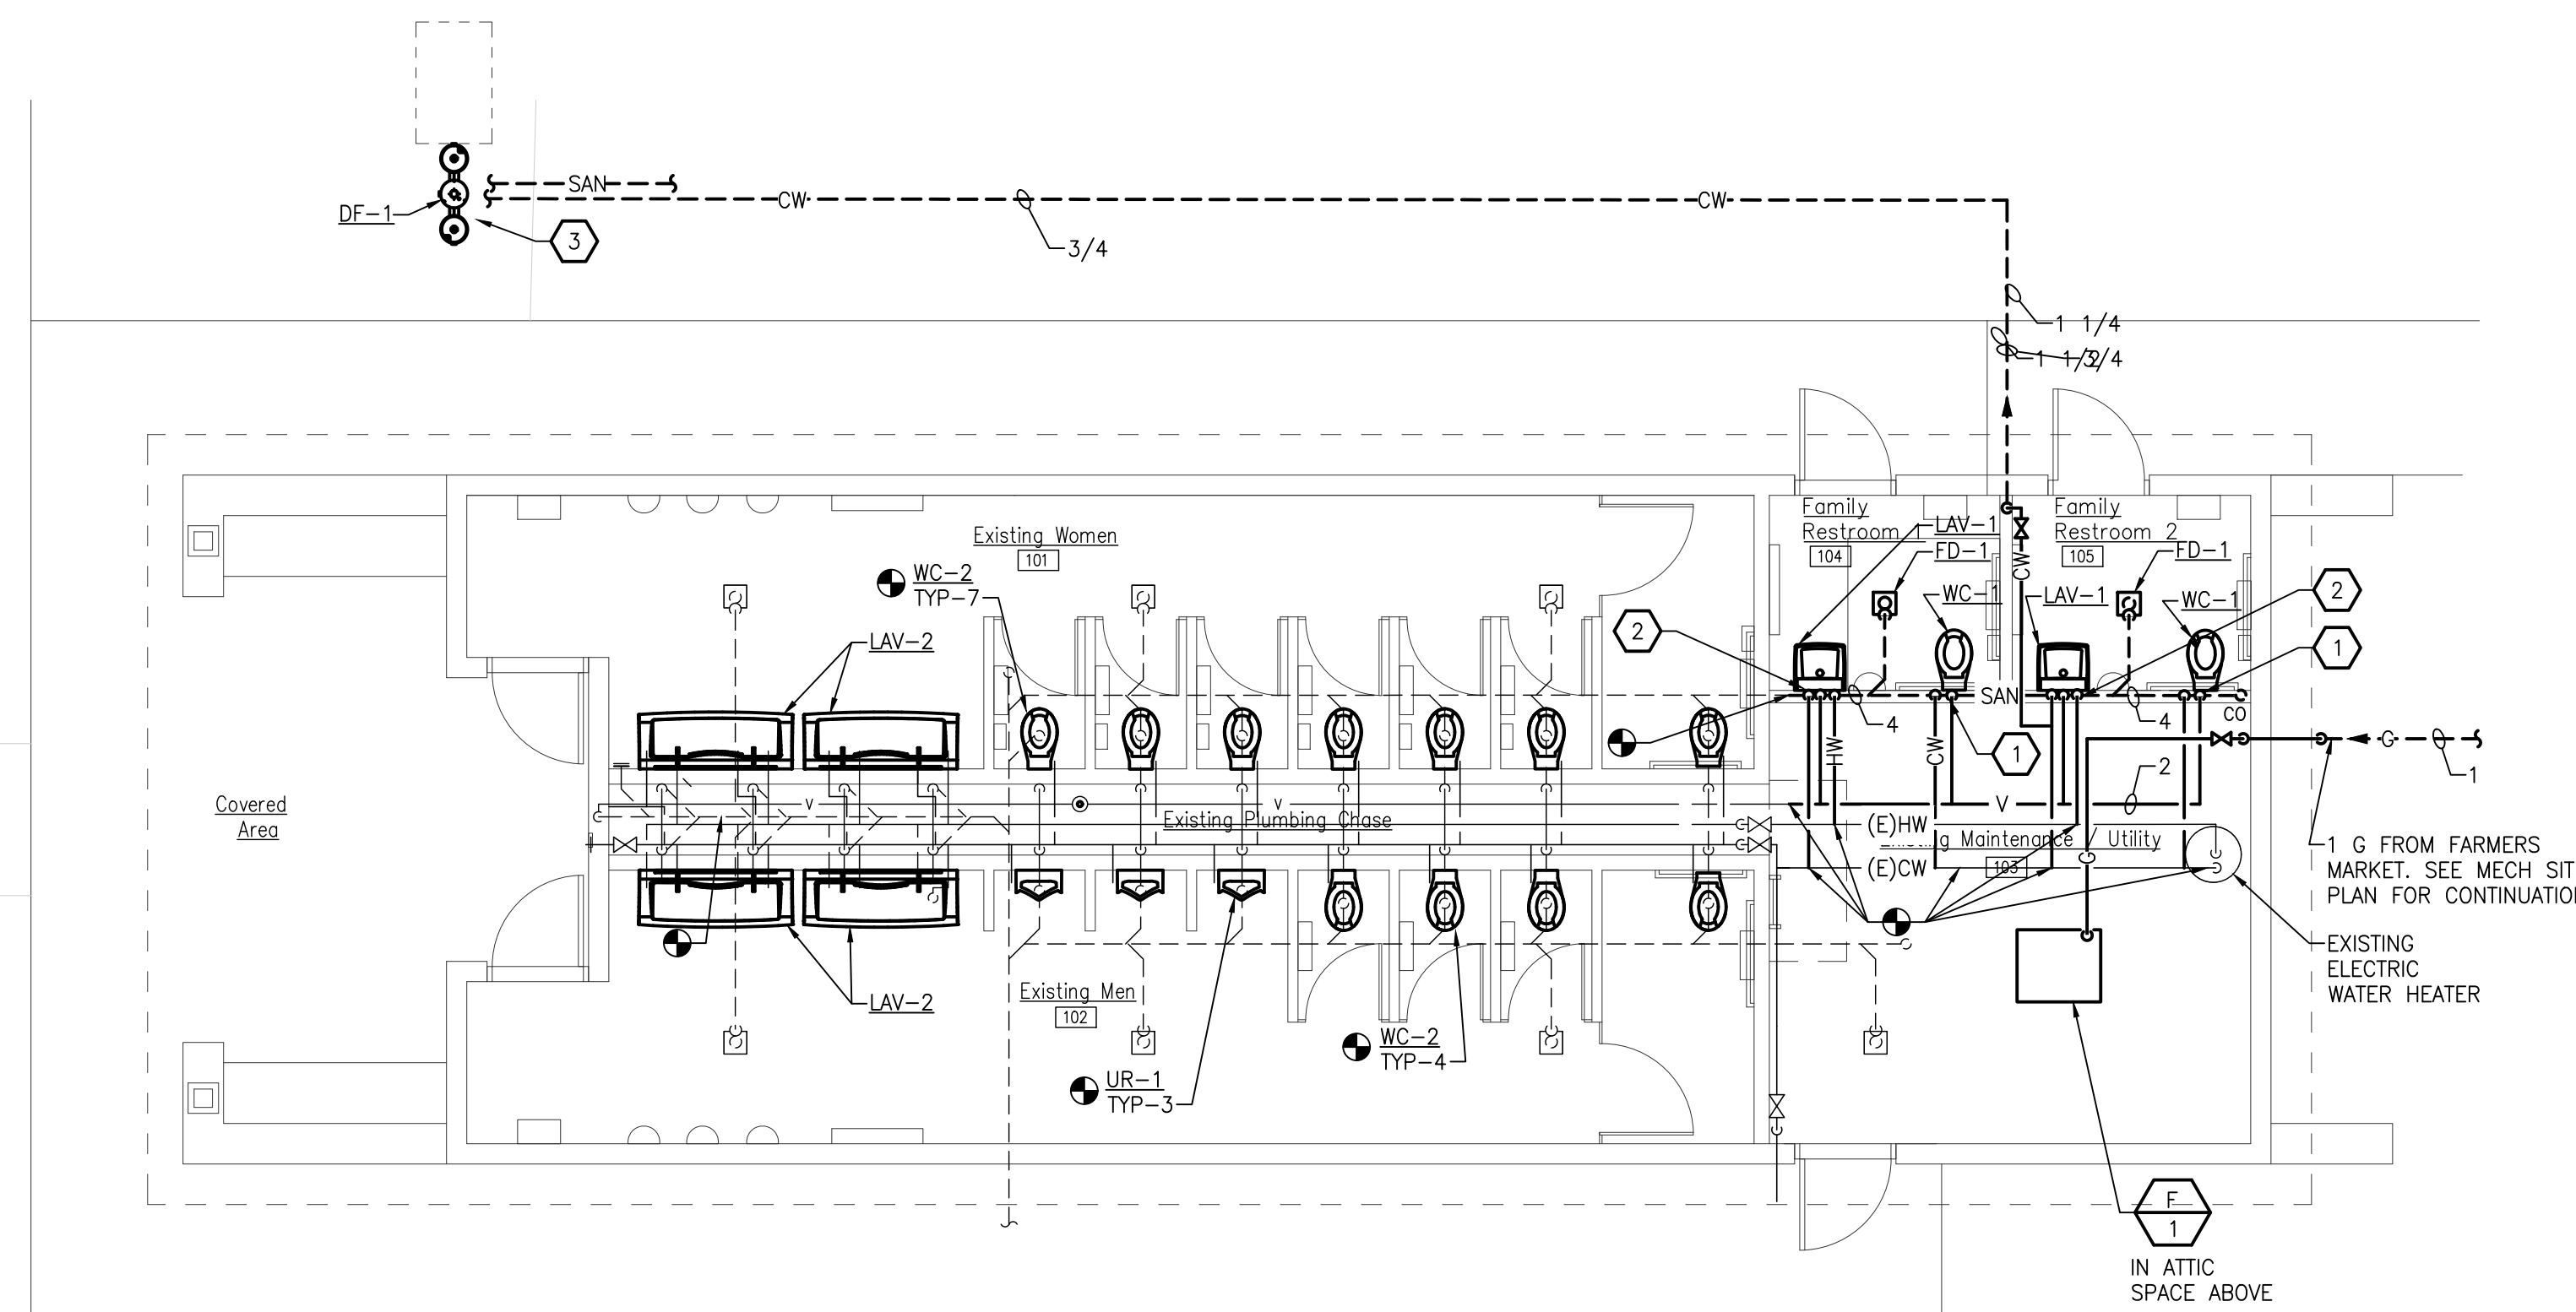 SAN
CW
CW
DF-1
3
3/4
1 1/4
Family
Restroom 1
104
LAV-1
FD-1
WC-1
CW
Family
Restroom 2
105
FD-1
LAV-1
WC-1
2
1
Existing Women
101
WC-2
TYP-7
LAV-2
2
SAN
4
4
CO
HW
CW
1
G
1
2
Covered
Area
V
V
V
Existing Plumbing Chase
(E)HW
Maintenance / Utility
103
(E)CW
G
1 G FROM FARMERS
MARKET. SEE MECH SIT
PLAN FOR CONTINUATION
EXISTING
ELECTRIC
WATER HEATER
LAV-2
Existing Men
102
WC-2
TYP-4
UR-1
TYP-3
F
1
IN ATTIC
SPACE ABOVE